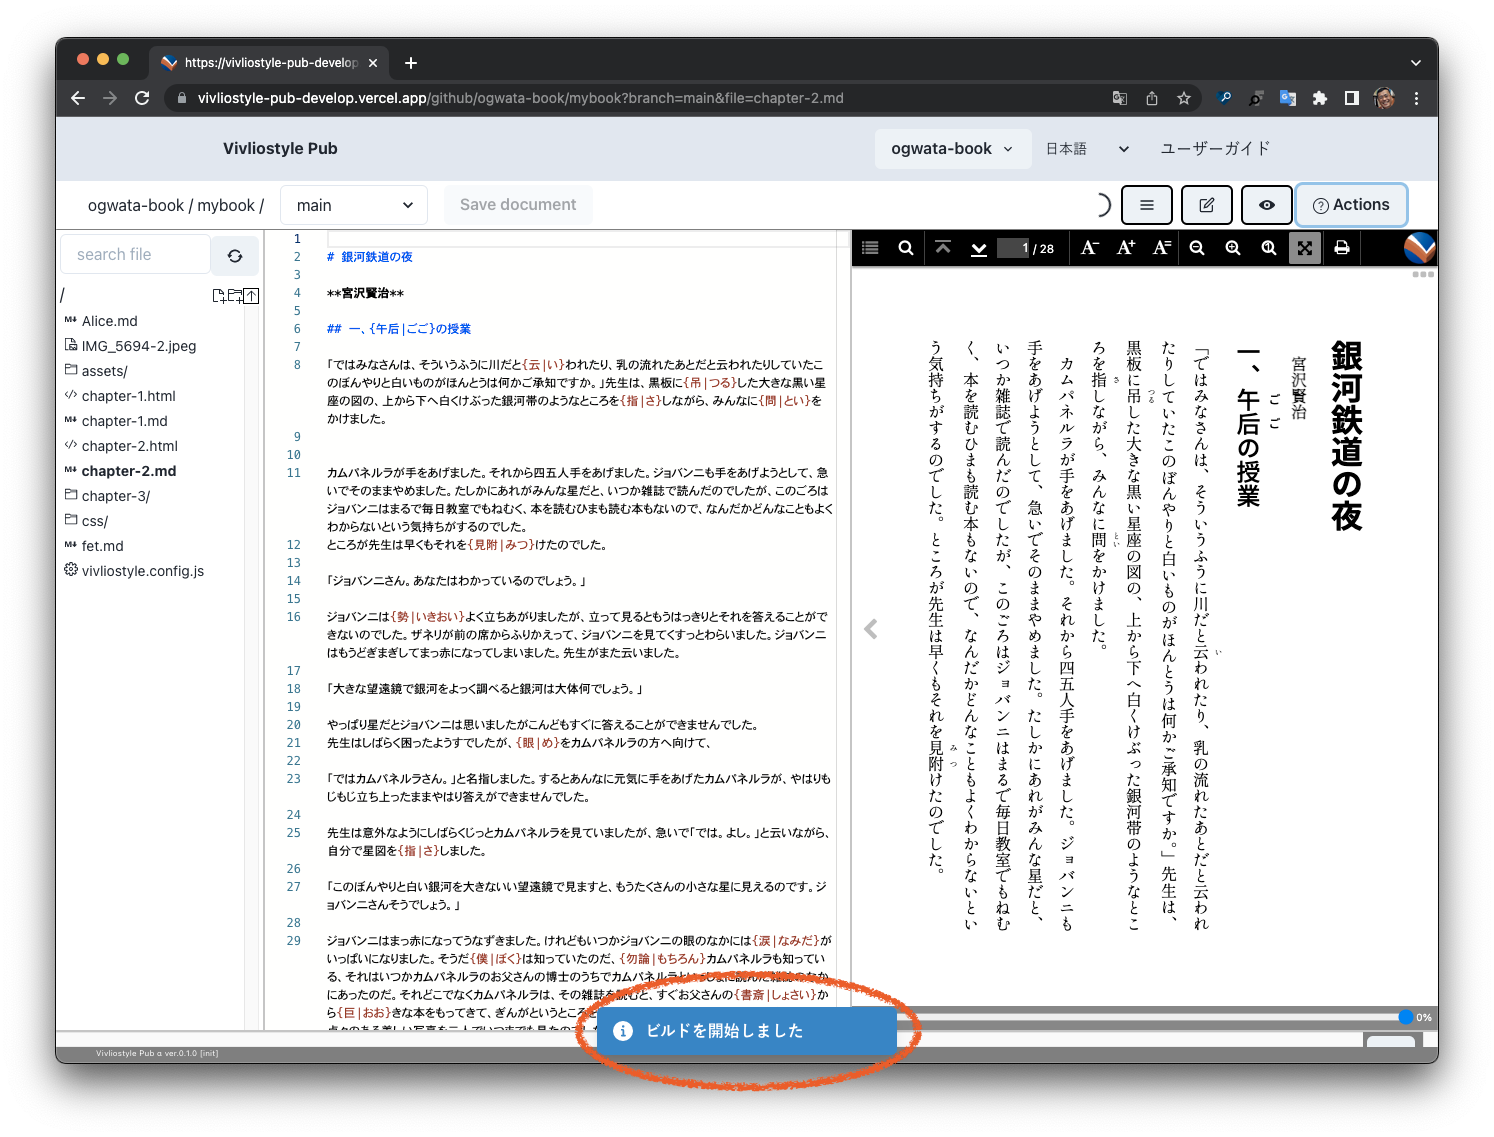 https://vivliostyle-pub-develop
vivliostyle-pub-develop.vercel.app/github/ogwata-book/mybook?branch=main&file=chapter-2.md
Vivliostyle Pub
ogwata-book
日本語
ユーザーガイド
ogwata-book / mybook /
main
Save document
Actions
search file
/
Alice.md
IMG_5694-2.jpeg
assets/
chapter-1.html
chapter-1.md
chapter-2.html
chapter-2.md
chapter-3/
css/
fet.md
vivliostyle.config.js
1
2 # 銀河鉄道の夜
3
4 **宮沢賢治**
5
6 ## 一、{午后|ごご}の授業
7
8 「ではみなさんは、そういうふうに川だと{云|い}われたり、乳の流れたあとだと云われたりしていたこ
のぼんやりと白いものがほんとうは何かご承知ですか。」先生は、黒板に{吊|つる}した大きな黒い星
座の図の、上から下へ白くけぶった銀河帯のようなところを{指|さ}しながら、みんなに{問|とい}を
かけました。
9
10
11 カムパネルラが手をあげました。それから四五人手をあげました。ジョバンニも手をあげようとして、急
いでそのままやめました。たしかにあれがみんな星だと、いつか雑誌で読んだのでしたが、このごろは
ジョバンニはまるで毎日教室でもねむく、本を読むひまも読む本もないので、なんだかどんなこともよく
わからないという気持ちがするのでした。
12 ところが先生は早くもそれを{見附|みつ}けたのでした。
13
14 「ジョバンニさん。あなたはわかっているのでしょう。」
15
16 ジョバンニは{勢|いきおい}よく立ちあがりましたが、立って見るともうはっきりとそれを答えることがで
きないのでした。ザネリが前の席からふりかえって、ジョバンニを見てくすっとわらいました。ジョバンニ
はもうどぎまぎしてまっ赤になってしまいました。先生がまた云いました。
17
18 「大きな望遠鏡で銀河をよっく調べると銀河は大体何でしょう。」
19
20 やっぱり星だとジョバンニは思いましたがこんどもすぐに答えることができませんでした。
21 先生はしばらく困ったようすでしたが、{眼|め}をカムパネルラの方へ向けて、
22
23 「ではカムパネルラさん。」と名指しました。するとあんなに元気に手をあげたカムパネルラが、やはりも
じもじ立ち上ったままやはり答えができませんでした。
24
25 先生は意外なようにしばらくじっとカムパネルラを見ていましたが、急いで「では。よし。」と云いながら、
自分で星図を{指|さ}しました。
26
27 「このぼんやりと白い銀河を大きないい望遠鏡で見ますと、もうたくさんの小さな星に見えるのです。ジ
ョバンニさんそうでしょう。」
28
29 ジョバンニはまっ赤になってうなずきました。けれどもいつかジョバンニの眼のなかには{涙|なみだ}が
いっぱいになりました。そうだ{僕|ぼく}は知っていたのだ、{勿論|もちろん}カムパネルラも知ってい
る、それはいつかカムパネルラのお父さんの博士のうちでカムパネルラといっしょに読んだ雑誌のなか
にあったのだ。それどこでなくカムパネルラは、その雑誌を読むと、すぐお父さんの{書斎|しょさい}か
ら{巨|おお}きな本をもってきて、ぎんがというところを
1 / 28
A- A+ A=
銀河鉄道の夜
宮沢賢治
一、午后の授業
ごご
「ではみなさんは、そういうふうに川だと云われたり、乳の流れたあとだと云われ
い
たりしていたこのぼんやりと白いものがほんとうは何かご承知ですか。」先生は、
黒板に吊した大きな黒い星座の図の、上から下へ白くけぶった銀河帯のようなとこ
つる
ろを指しながら、みんなに問をかけました。
さ
とい
カムパネルラが手をあげました。それから四五人手をあげました。ジョバンニも
手をあげようとして、急いでそのままやめました。たしかにあれがみんな星だと、
いつか雑誌で読んだのでしたが、このごろはジョバンニはまるで毎日教室でもねむ
く、本を読むひまも読む本もないので、なんだかどんなこともよくわからないとい
う気持ちがするのでした。ところが先生は早くもそれを見附けたのでした。
みつ
0%
ビルドを開始しました
Vivliostyle Pub α ver.0.1.0 [init]